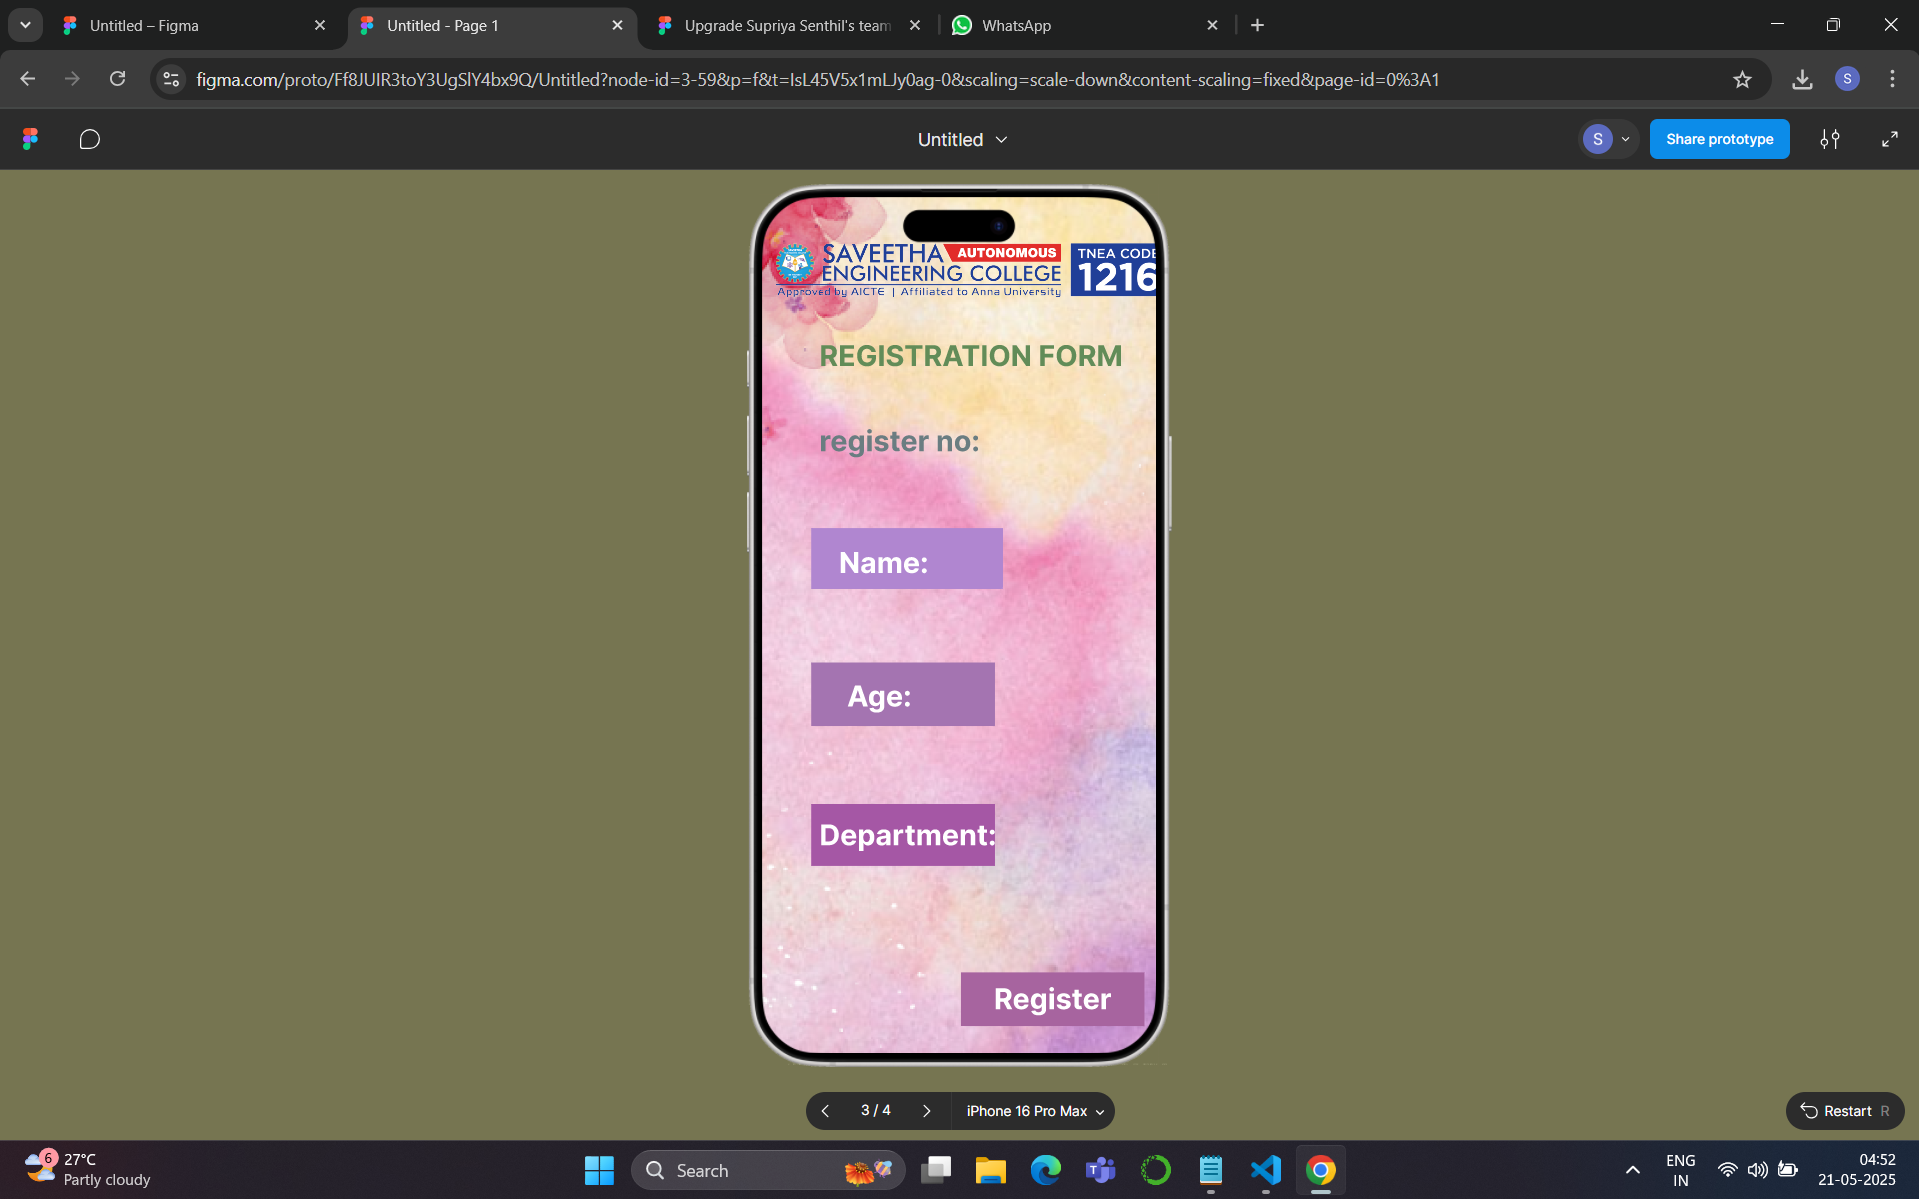 Untitled – Figma
Untitled - Page 1
Upgrade Supriya Senthil's team
WhatsApp
figma.com/proto/Ff8JUIR3toY3UgSlY4bx9Q/Untitled?node-id=3-59&p=f&t=IsL45V5x1mLJy0ag-0&scaling=scale-down&content-scaling=fixed&page-id=0%3A1
S
Untitled
S
Share prototype
SAVEETHA AUTONOMOUS
ENGINEERING COLLEGE
Approved by AICTE | Affiliated to Anna University
TNEA CODE
1216
REGISTRATION FORM
register no:
Name:
Age:
Department:
Register
3 / 4
iPhone 16 Pro Max
Restart R
6
27°C
Partly cloudy
Search
ENG
IN
04:52
21-05-2025